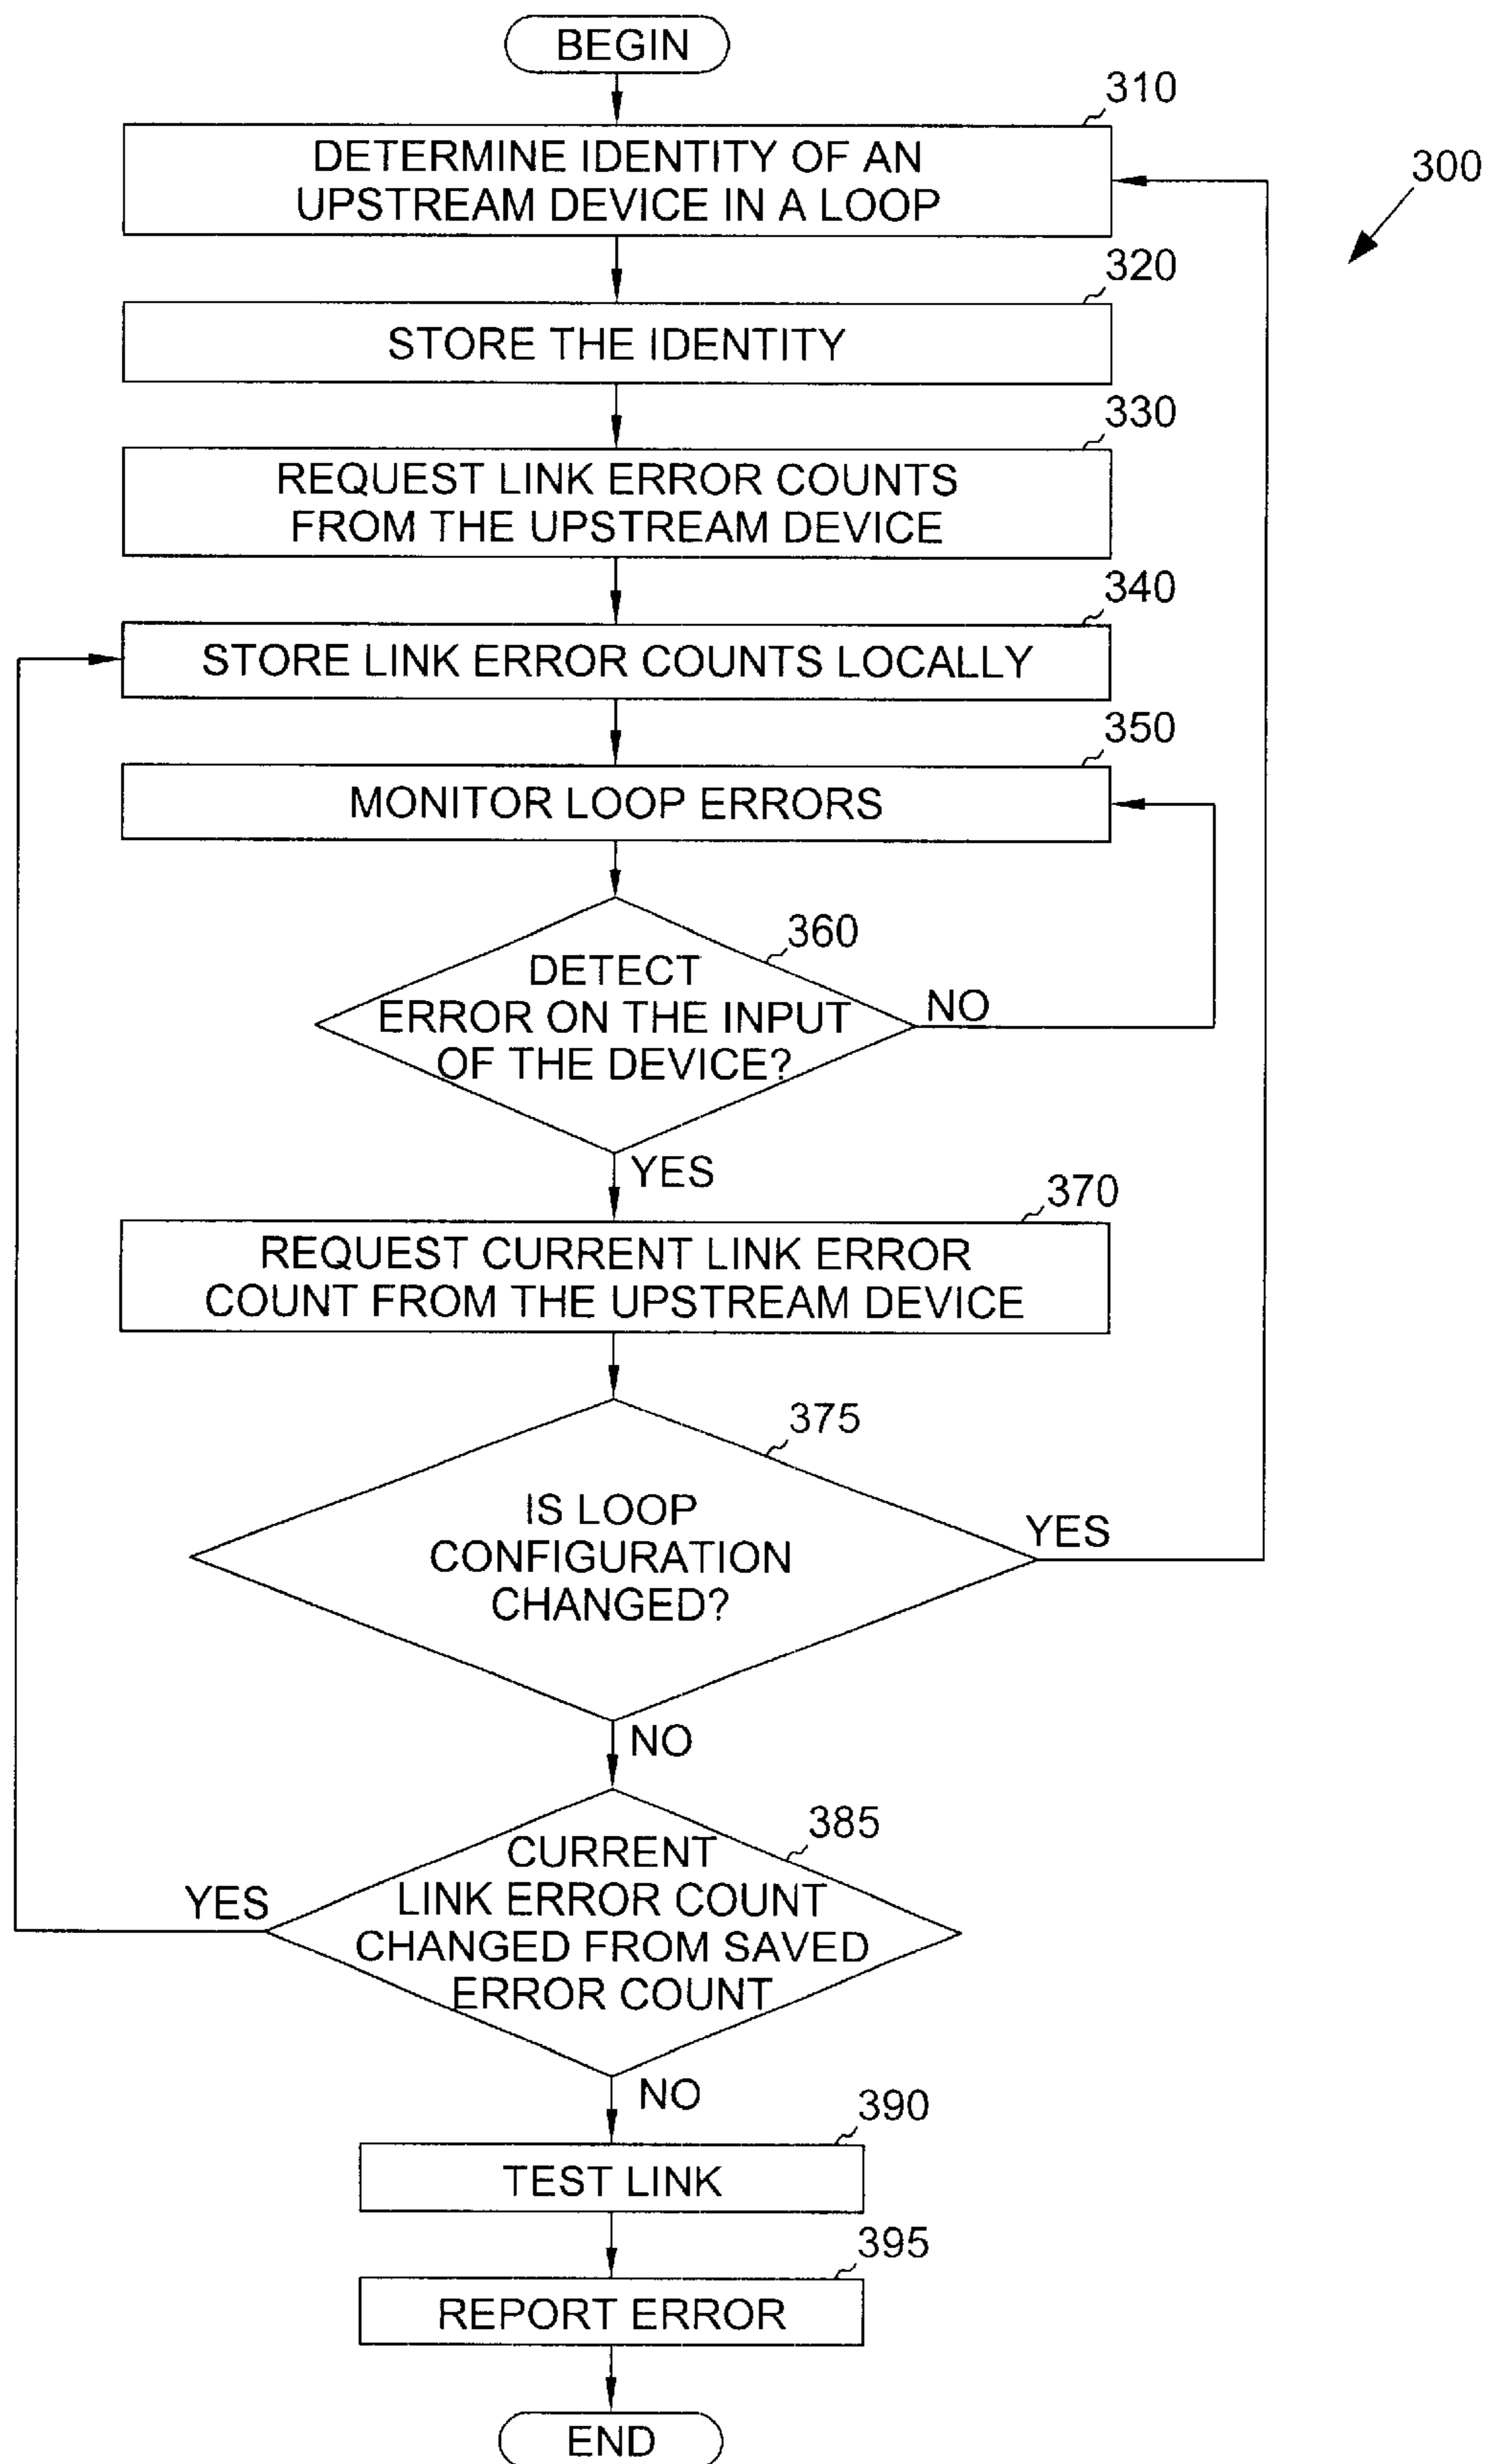 BEGIN
310
DETERMINE IDENTITY OF AN
UPSTREAM DEVICE IN A LOOP
300
320
STORE THE IDENTITY
330
REQUEST LINK ERROR COUNTS
FROM THE UPSTREAM DEVICE
340
STORE LINK ERROR COUNTS LOCALLY
350
MONITOR LOOP ERRORS
360
DETECT
ERROR ON THE INPUT
OF THE DEVICE?
NO
YES
370
REQUEST CURRENT LINK ERROR
COUNT FROM THE UPSTREAM DEVICE
375
IS LOOP
CONFIGURATION
CHANGED?
YES
NO
385
CURRENT
LINK ERROR COUNT
CHANGED FROM SAVED
ERROR COUNT
YES
NO
390
TEST LINK
395
REPORT ERROR
END